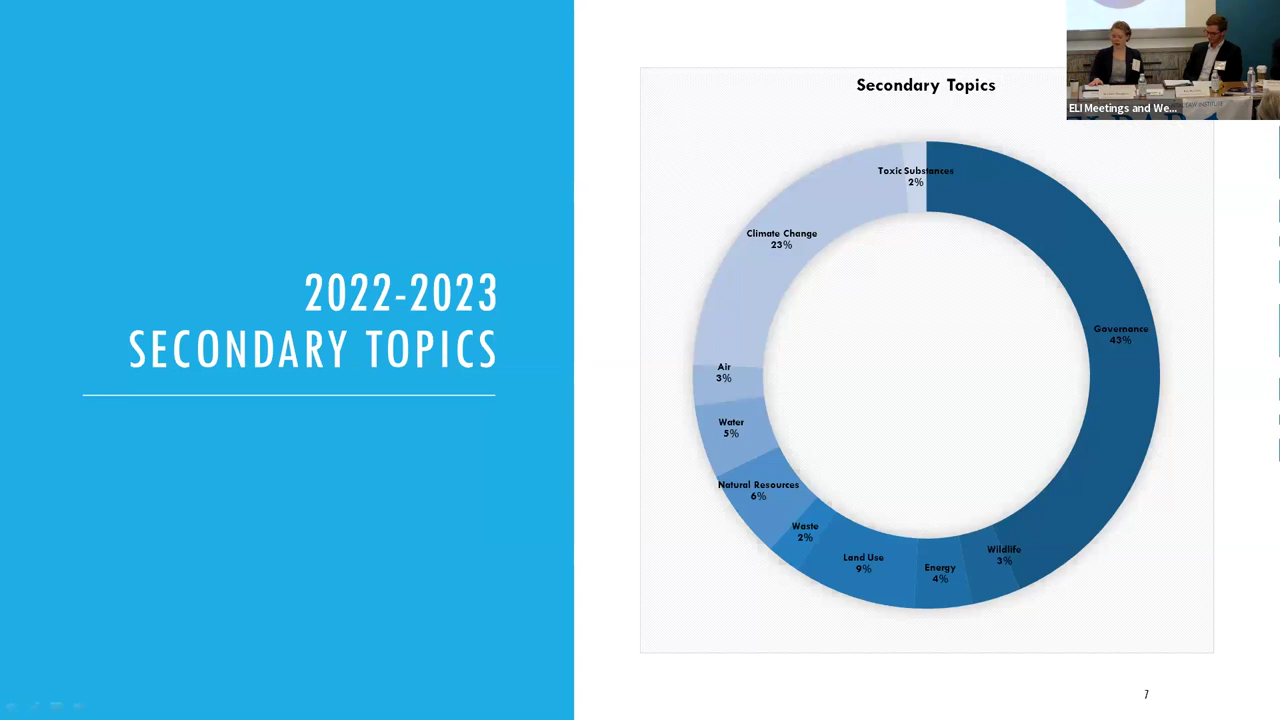 2022-2023
SECONDARY TOPICS
Secondary Topics
Toxic Substances
2%
Climate Change
23%
Governance
43%
Air
3%
Water
5%
Natural Resources
6%
Waste
2%
Land Use
9%
Energy
4%
Wildlife
3%
ELI Meetings and We...
7